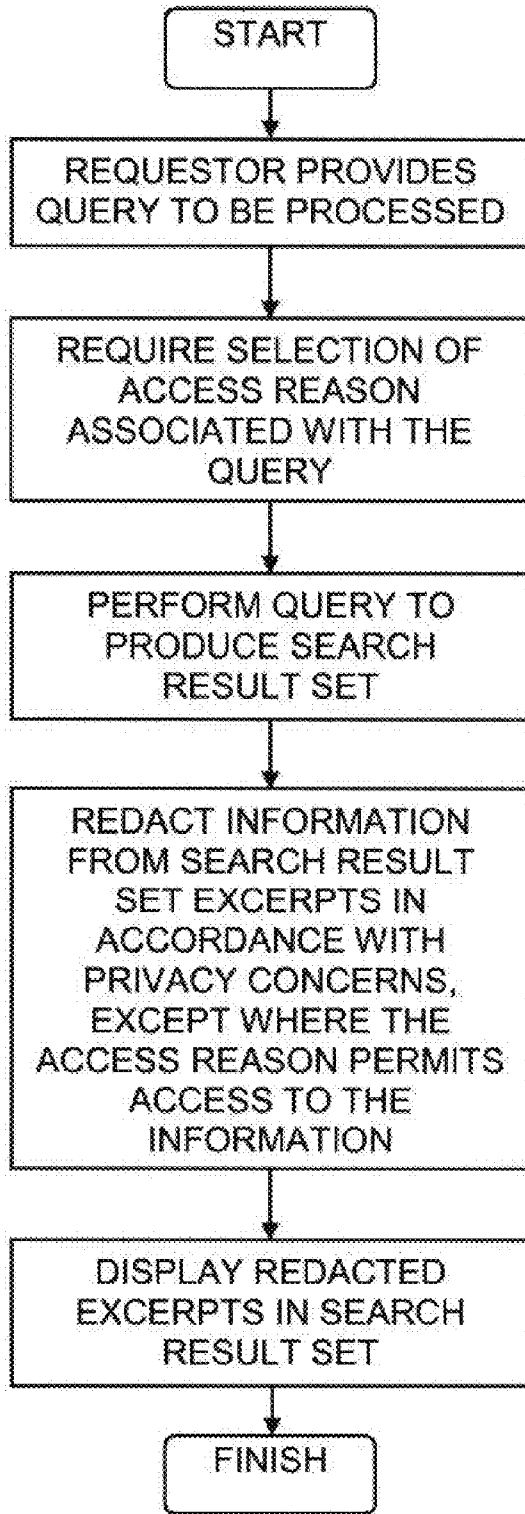 START
REQUESTOR PROVIDES
QUERY TO BE PROCESSED
REQUIRE SELECTION OF
ACCESS REASON
ASSOCIATED WITH THE
QUERY
PERFORM QUERY TO
PRODUCE SEARCH
RESULT SET
REDACT INFORMATION
FROM SEARCH RESULT
SET EXCERPTS IN
ACCORDANCE WITH
PRIVACY CONCERNS,
EXCEPT WHERE THE
ACCESS REASON PERMITS
ACCESS TO THE
INFORMATION
DISPLAY REDACTED
EXCERPTS IN SEARCH
RESULT SET
FINISH